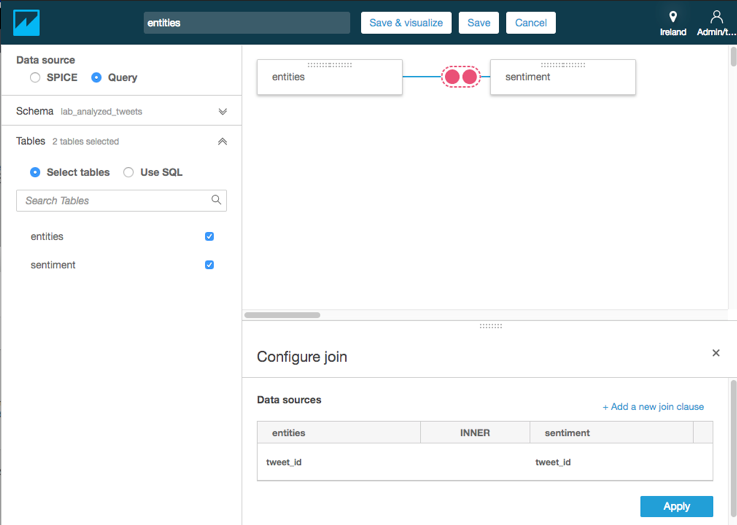 entities
Save & visualize
Save
Cancel
Ireland
Admin/t...
Data source
SPICE
Query
Schema lab_analyzed_tweets
Tables 2 tables selected
Select tables
Use SQL
Search Tables
entities
sentiment
entities
sentiment
Configure join
Data sources
+ Add a new join clause
entities
INNER
sentiment
tweet_id
tweet_id
Apply